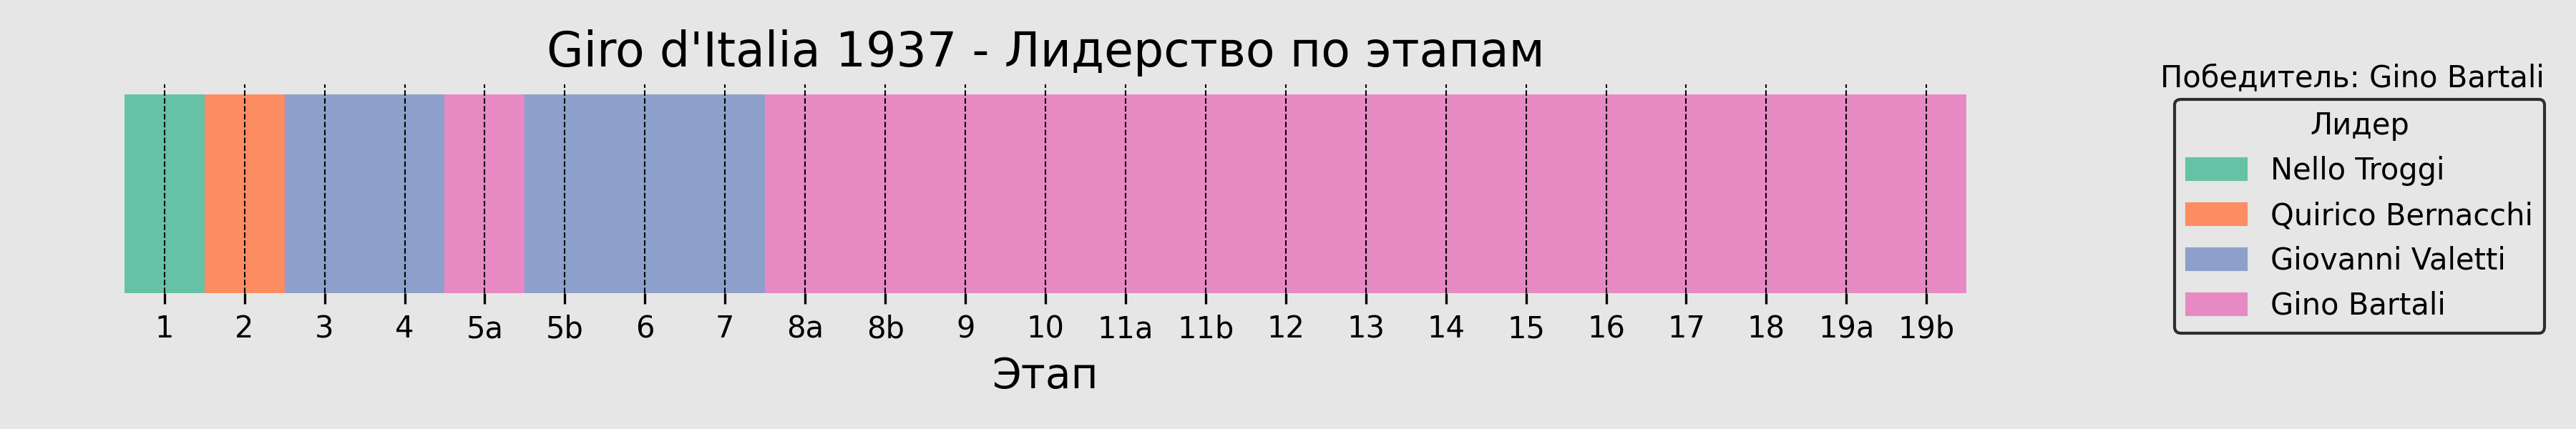 Giro d'Italia 1937 - Лидерство по этапам
Победитель: Gino Bartali
Лидер
Nello Troggi
Quirico Bernacchi
Giovanni Valetti
Gino Bartali
1 2 3 4 5a 5b 6 7 8a 8b 9 10 11a 11b 12 13 14 15 16 17 18 19a 19b
Этап